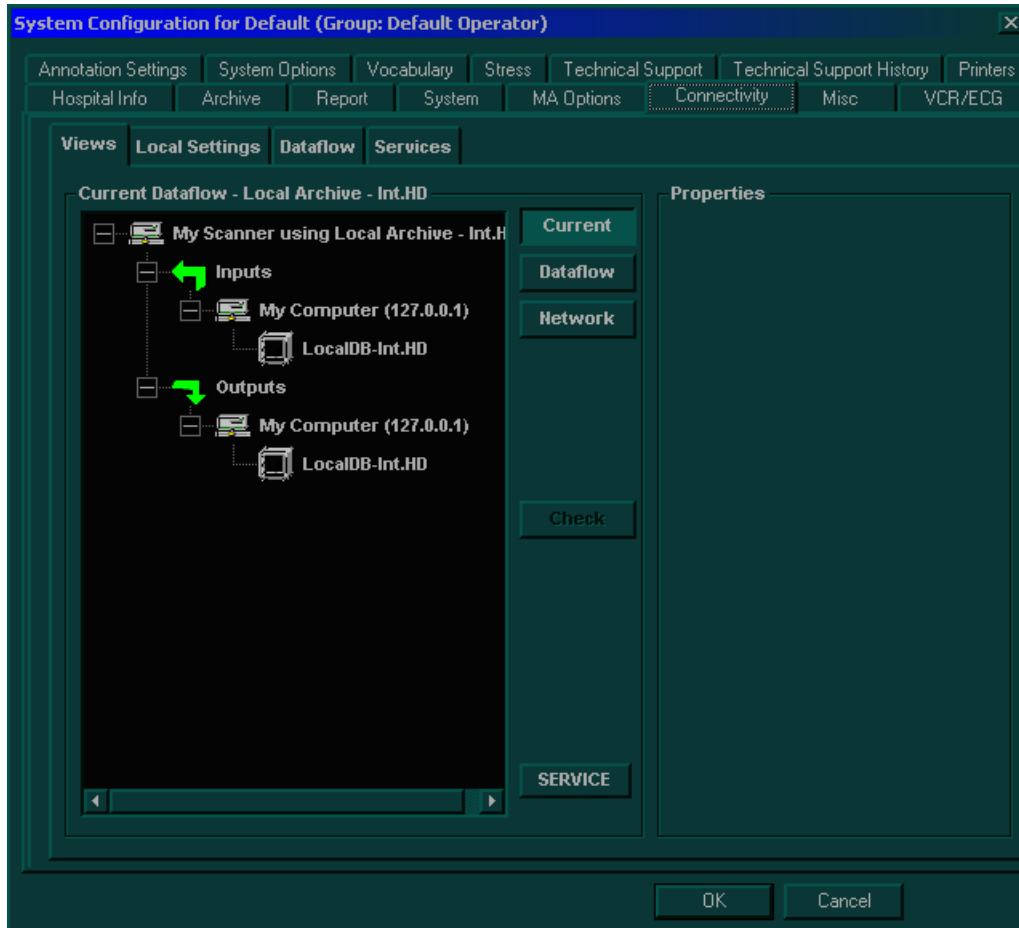 System Configuration for Default (Group: Default Operator)
Annotation Settings System Options Vocabulary Stress Technical Support Technical Support History Printers
Hospital Info Archive Report System MA Options Connectivity Misc VCR/ECG
Views Local Settings Dataflow Services
Current Dataflow - Local Archive - Int.HD
Properties
My Scanner using Local Archive - Int.H
Current
Inputs
Dataflow
My Computer (127.0.0.1)
Network
LocalDB-Int.HD
Outputs
My Computer (127.0.0.1)
LocalDB-Int.HD
Check
SERVICE
OK Cancel